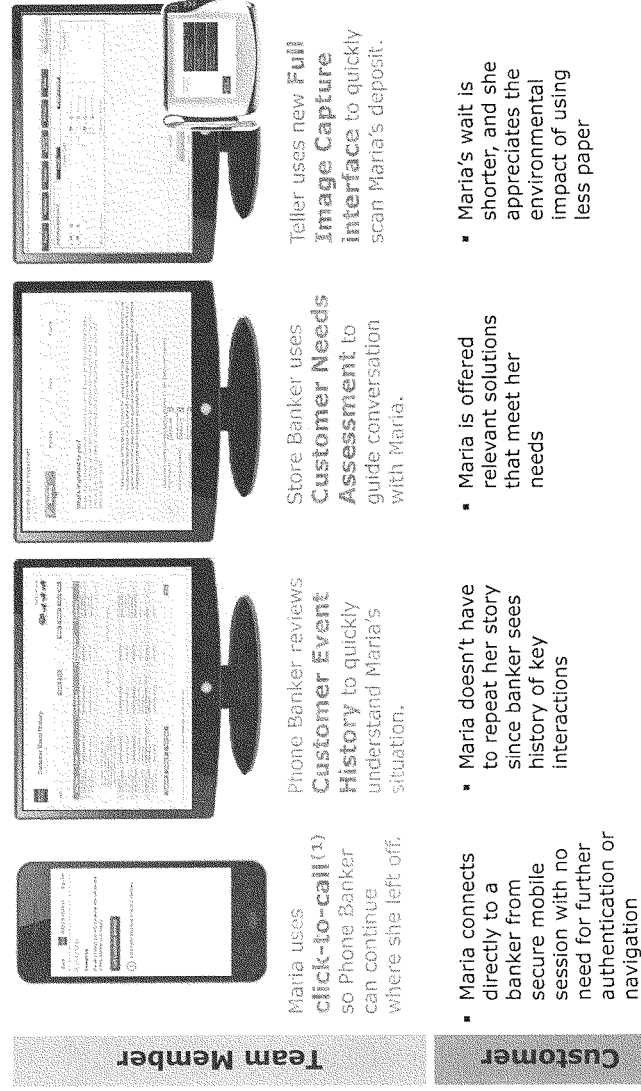 Team Member
Maria uses
click-to-call(1)
so Phone Banker
can continue
where she left off.
Phone Banker reviews
Customer Event
History to quickly
understand Maria's
situation.
Store Banker uses
Customer Needs
Assessment to
guide conversation
with Maria.
Teller uses new Full
Image Capture
Interface to quickly
scan Maria's deposit.
Customer
▪ Maria connects
directly to a
banker from
secure mobile
session with no
need for further
authentication or
navigation
▪ Maria doesn't have
to repeat her story
since banker sees
history of key
interactions
▪ Maria is offered
relevant solutions
that meet her
needs
▪ Maria's wait is
shorter, and she
appreciates the
environmental
impact of using
less paper